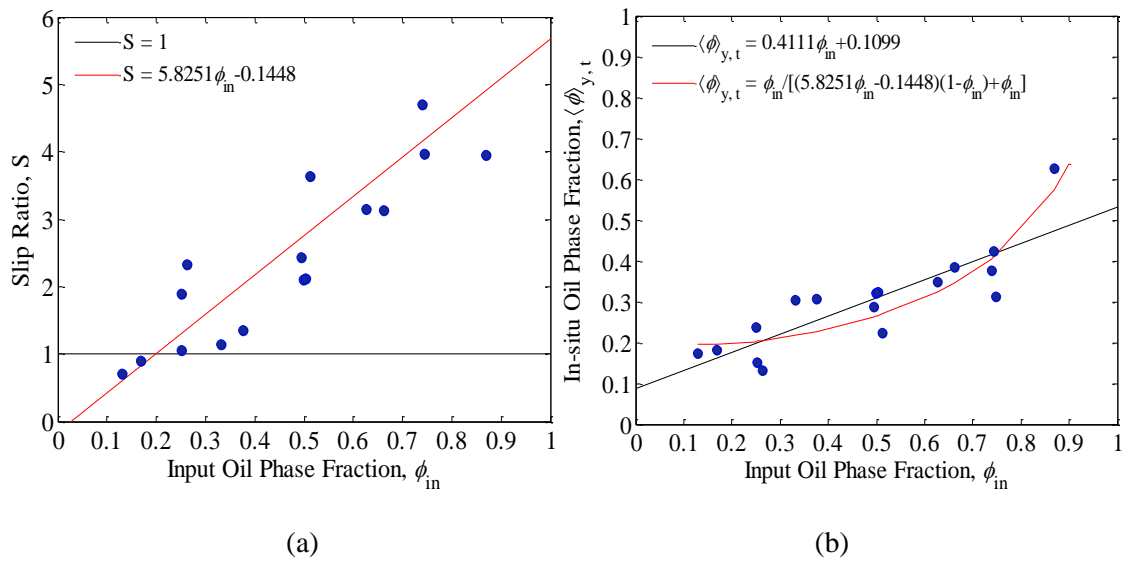 S = 1
S = 5.8251ϕin-0.1448
6
5
4
3
2
1
0
Slip Ratio, S
0 0.1 0.2 0.3 0.4 0.5 0.6 0.7 0.8 0.9 1
Input Oil Phase Fraction, ϕin
(a)
⟨ϕ⟩y, t = 0.4111ϕin+0.1099
⟨ϕ⟩y, t = ϕin/[(5.8251ϕin-0.1448)(1-ϕin)+ϕin]
1
0.9
0.8
0.7
0.6
0.5
0.4
0.3
0.2
0.1
0
In-situ Oil Phase Fraction, ⟨ϕ⟩y, t
0 0.1 0.2 0.3 0.4 0.5 0.6 0.7 0.8 0.9 1
Input Oil Phase Fraction, ϕin
(b)